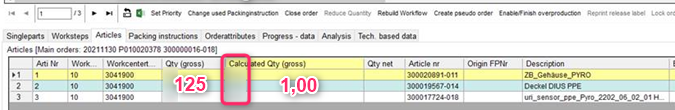 1 / 3 Set Priority Change used Packinginstruction Close order Reduce Quantity Rebuild Workflow Create pseudo order Enable/Finish overproduction Reprint release label
Singleparts Worksteps Articles Packing instructions Orderattributes Progress - data Analysis Tech. based data
Articles [Main orders: 20211130 P010020378 300000016-018]
Arti Nr Work... Workcentert... Qty (gross) Calculated Qty (gross) Qty net Article nr Origin FPNr Description
1 1 10 3041900 300020891-011 ZB_Gehäuse_PYRO
2 2 10 3041900 300019567-014 Deckel DIUS PPE
3 3 10 3041900 300017724-018 uri_sensor_ppe_Pyro_2202_06_02_01
125 1,00